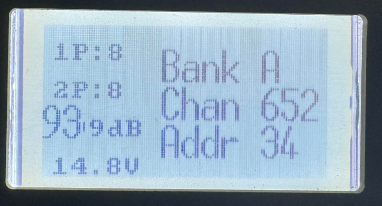 1P:8
2P:8
93.9dB
14.8V
Bank A
Chan 652
Addr 34